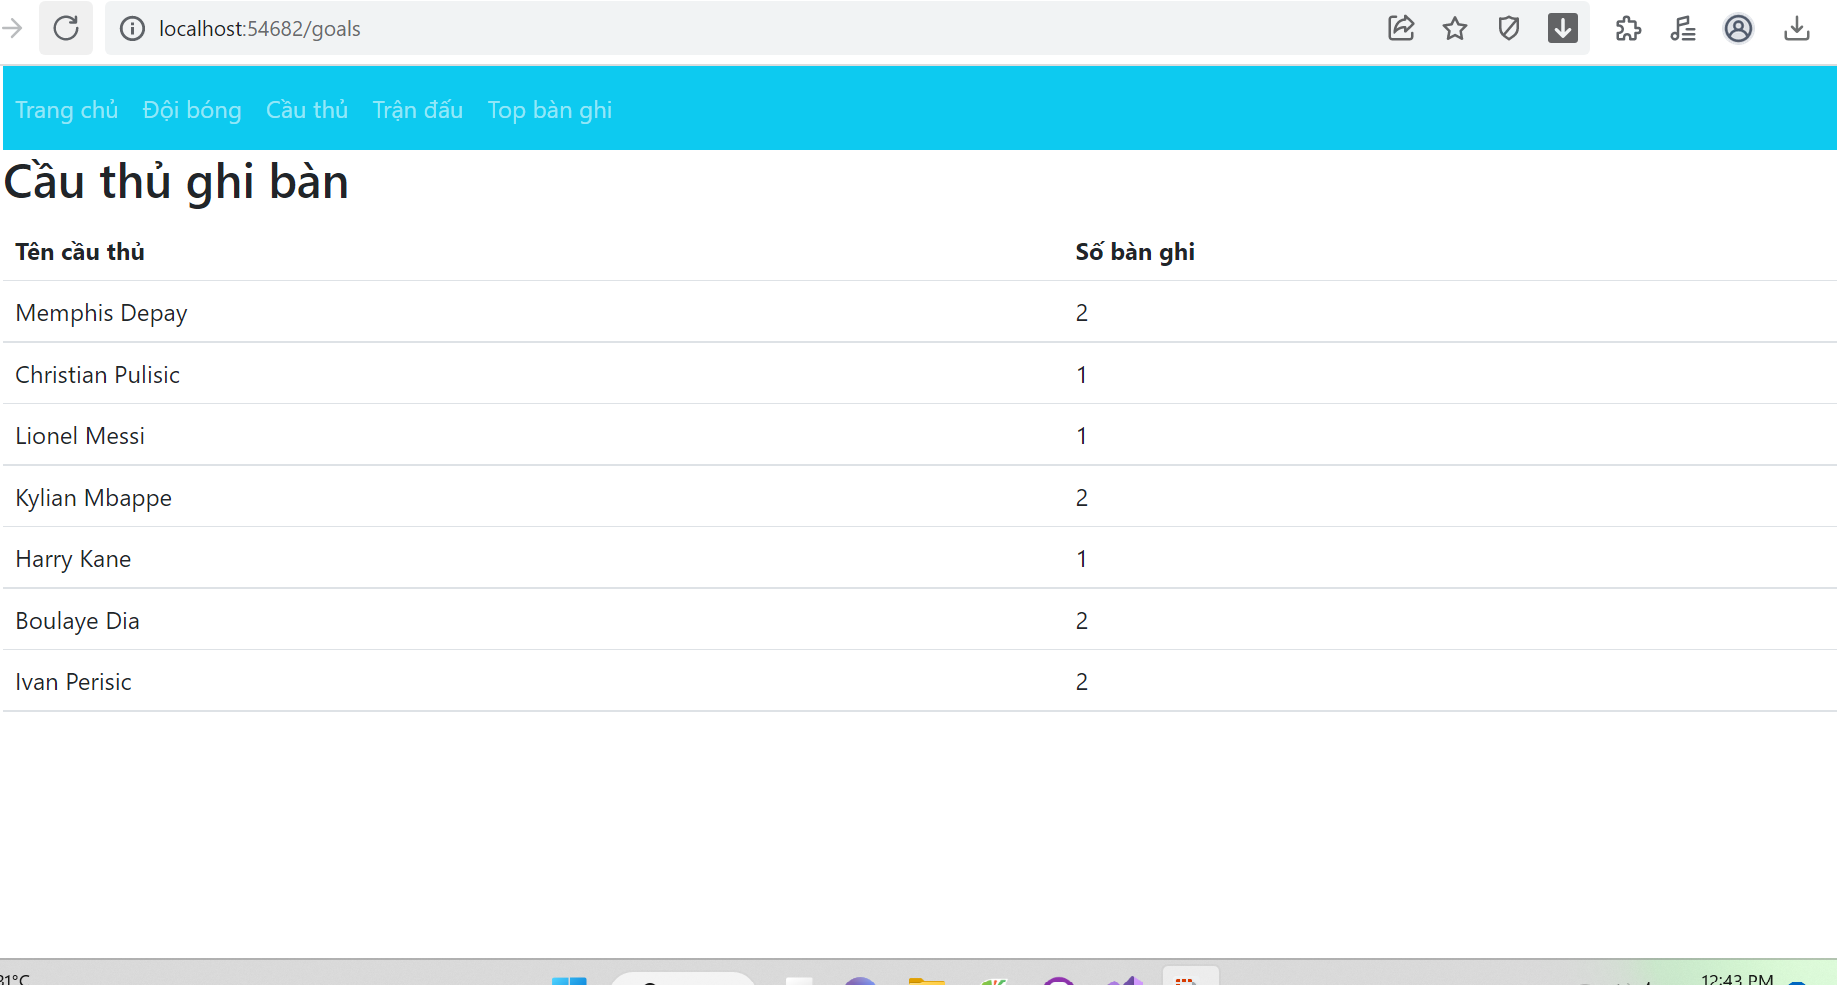 localhost:54682/goals
Trang chủ Đội bóng Cầu thủ Trận đấu Top bàn ghi
Cầu thủ ghi bàn
Tên cầu thủ Số bàn ghi
Memphis Depay 2
Christian Pulisic 1
Lionel Messi 1
Kylian Mbappe 2
Harry Kane 1
Boulaye Dia 2
Ivan Perisic 2
12:43 PM